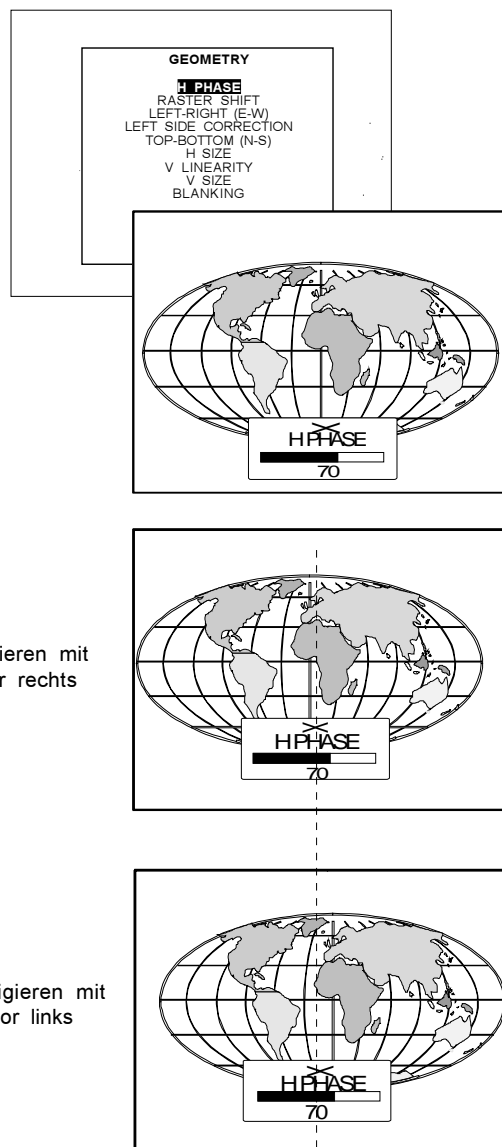 GEOMETRY
H PHASE
RASTER SHIFT
LEFT-RIGHT (E-W)
LEFT SIDE CORRECTION
TOP-BOTTOM (N-S)
H SIZE
V LINEARITY
V SIZE
BLANKING
H PHASE
70
ieren mit
r rechts
H PHASE
70
gieren mit
or links
H PHASE
70